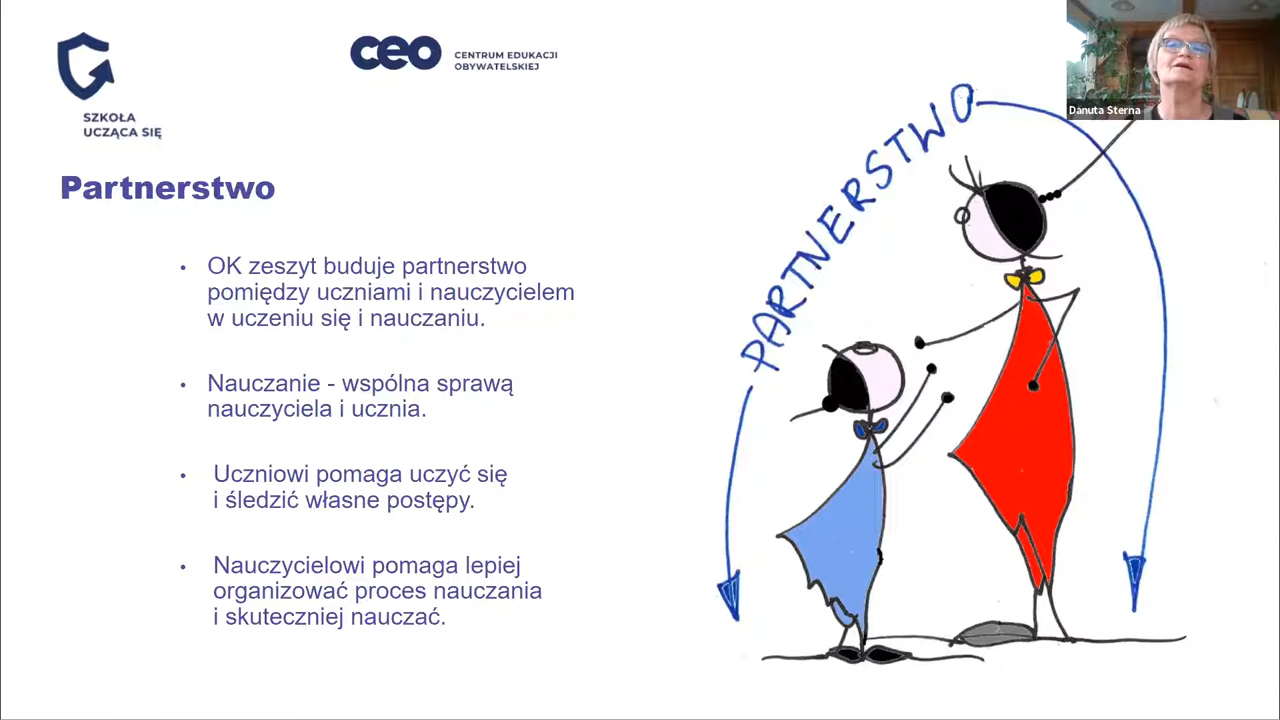 SZKOŁA
UCZĄCA SIĘ
ceo
CENTRUM EDUKACJI
OBYWATELSKIEJ
Danuta Sterna
Partnerstwo
• OK zeszyt buduje partnerstwo
pomiędzy uczniami i nauczycielem
w uczeniu się i nauczaniu.
• Nauczanie - wspólna sprawą
nauczyciela i ucznia.
• Uczniowi pomaga uczyć się
i śledzić własne postępy.
• Nauczycielowi pomaga lepiej
organizować proces nauczania
i skuteczniej nauczać.
PARTNERSTWO